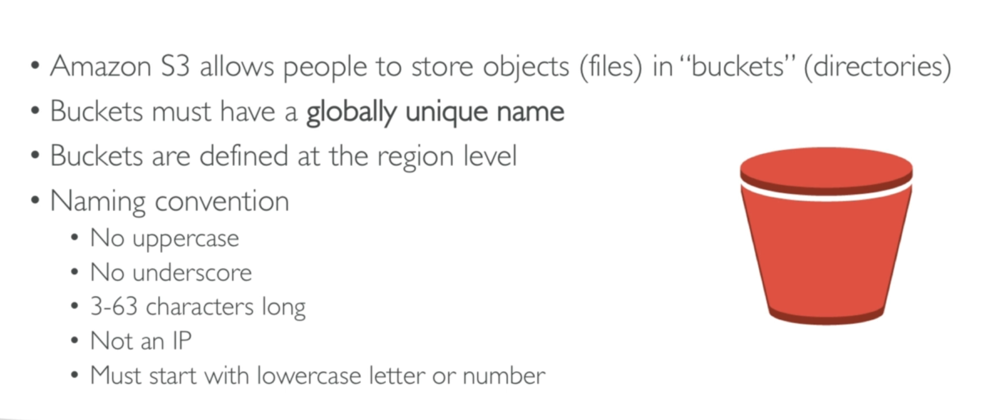 • Amazon S3 allows people to store objects (files) in “buckets” (directories)
• Buckets must have a globally unique name
• Buckets are defined at the region level
• Naming convention
• No uppercase
• No underscore
• 3-63 characters long
• Not an IP
• Must start with lowercase letter or number